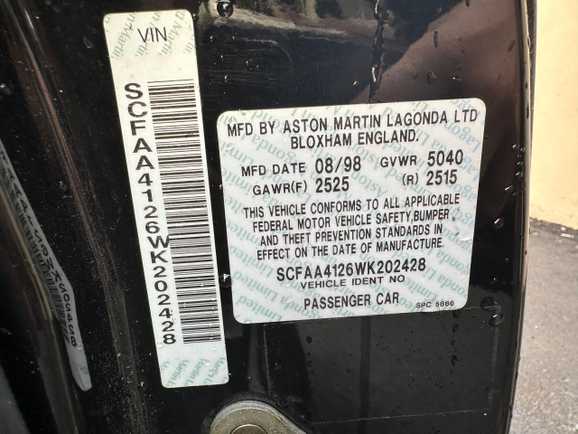 VIN
SCFAA4126WK202428
MFD BY ASTON MARTIN LAGONDA LTD
BLOXHAM ENGLAND.
MFD DATE 08/98 GVWR 5040
GAWR(F) 2525 (R) 2515
THIS VEHICLE CONFORMS TO ALL APPLICABLE
FEDERAL MOTOR VEHICLE SAFETY,BUMPER
AND THEFT PREVENTION STANDARDS IN
EFFECT ON THE DATE OF MANUFACTURE.
SCFAA4126WK202428
VEHICLE IDENT NO
PASSENGER CAR